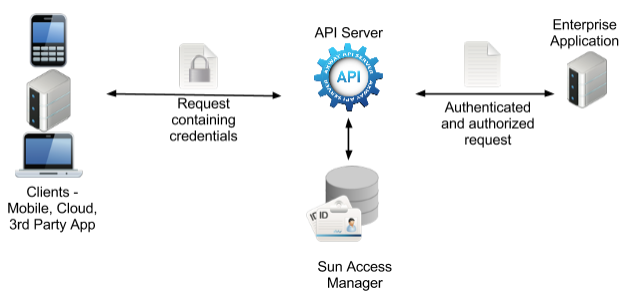 API Server
Enterprise
Application
API
Request
containing
credentials
Authenticated
and authorized
request
Clients -
Mobile, Cloud,
3rd Party App
ID
ID
Sun Access
Manager